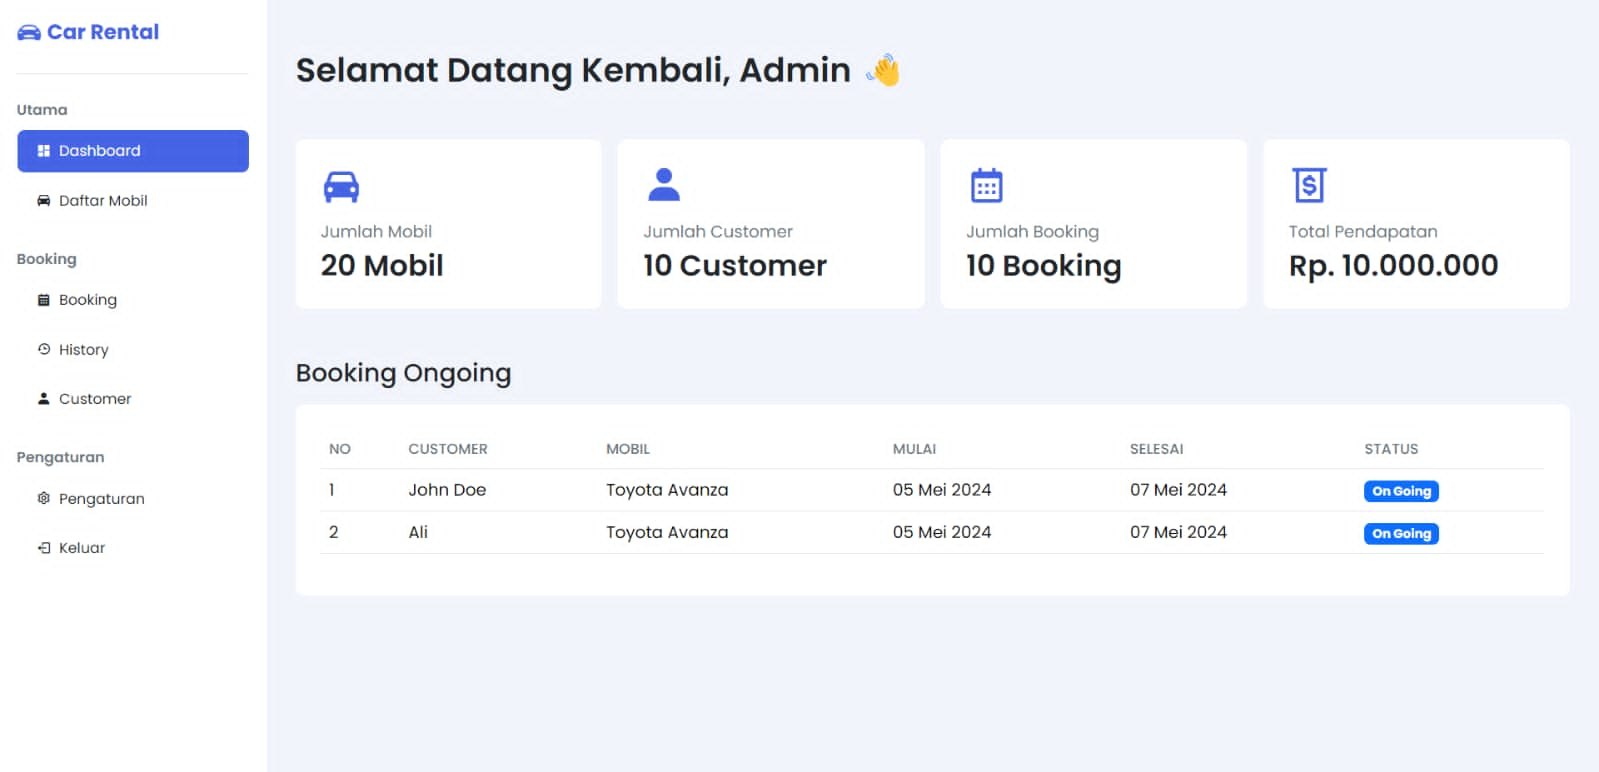 Car Rental
Utama
Dashboard
Daftar Mobil
Booking
Booking
History
Customer
Pengaturan
Pengaturan
Keluar
Selamat Datang Kembali, Admin 👋
Jumlah Mobil
20 Mobil
Jumlah Customer
10 Customer
Jumlah Booking
10 Booking
Total Pendapatan
Rp. 10.000.000
Booking Ongoing
NO CUSTOMER MOBIL MULAI SELESAI STATUS
1 John Doe Toyota Avanza 05 Mei 2024 07 Mei 2024 On Going
2 Ali Toyota Avanza 05 Mei 2024 07 Mei 2024 On Going